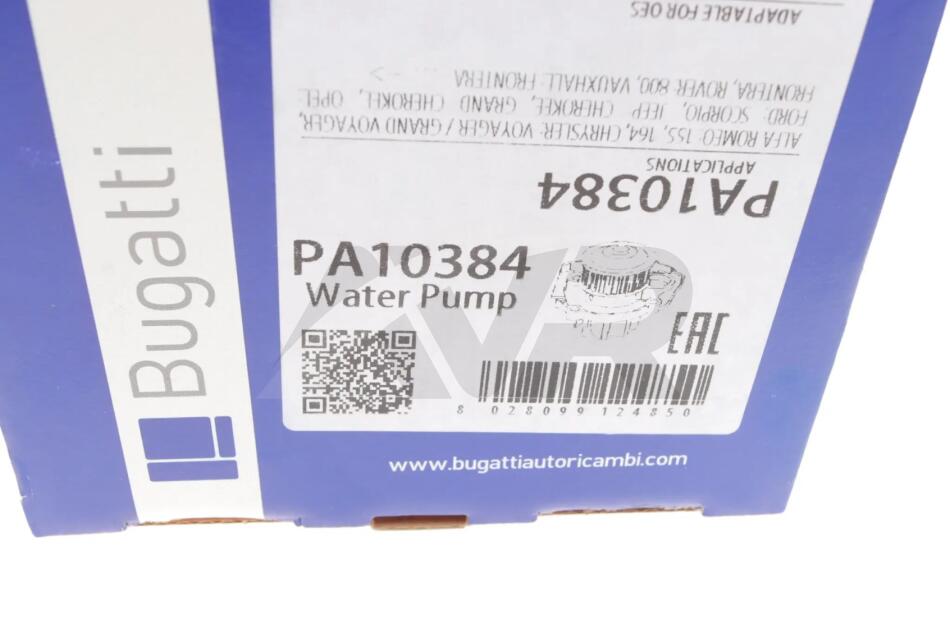 ADAPTABLE FOR OES
FRONTERA, ROVER 800, VAUXHALL: FRONTERA
FORD: SCORPIO, JEEP CHEROKEE, GRAND CHEROKEE, OPEL:
ALFA ROMEO: 155, 164, CHRYSLER: VOYAGER / GRAND VOYAGER,
APPLICATIONS
PA10384
PA10384
Water Pump
Bugatti
AVR
EAC
8 028099 124850
www.bugattiautoricambi.com